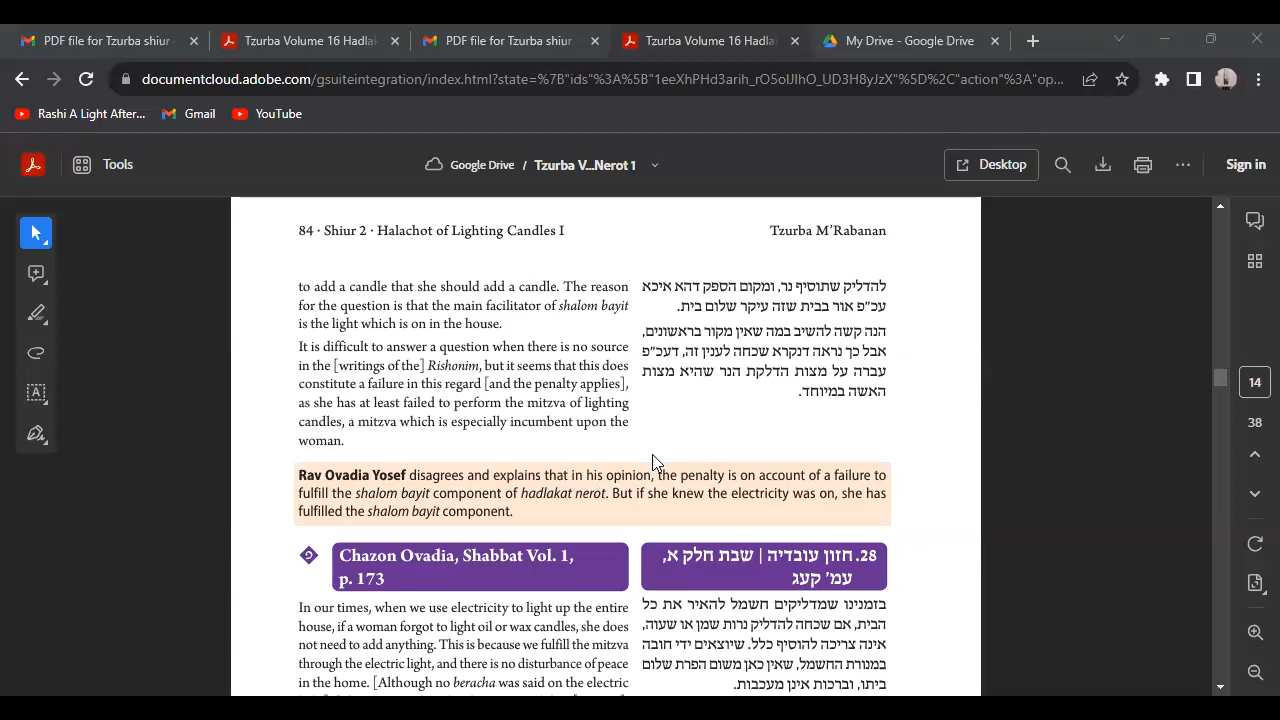 PDF file for Tzurba shiur
Tzurba Volume 16 Hadla
PDF file for Tzurba shiur
Tzurba Volume 16 Hadla
My Drive - Google Drive
documentcloud.adobe.com/gsuiteintegration/index.html?state=%7B"ids"%3A%5B"1eeXhPHd3arih_rO5oIJIhO_UD3H8yJzX"%5D%2C"action"%3A"op...
Rashi A Light After...
Gmail
YouTube
Tools
Google Drive / Tzurba V...Nerot 1
Desktop
Sign in
84 · Shiur 2 · Halachot of Lighting Candles I
Tzurba M'Rabanan
to add a candle that she should add a candle. The reason
for the question is that the main facilitator of shalom bayit
is the light which is on in the house.
It is difficult to answer a question when there is no source
in the [writings of the] Rishonim, but it seems that this does
constitute a failure in this regard [and the penalty applies],
as she has at least failed to perform the mitzva of lighting
candles, a mitzva which is especially incumbent upon the
woman.
להדליק שתוסיף נר, ומקום הספק דהא איכא
עכ"פ אור בבית שזה עיקר שלום בית.
הנה קשה להשיב במה שאין מקור בראשונים,
אבל כך נראה דנקרא שכחה לענין זה, דעכ"פ
עברה על מצות הדלקת הנר שהיא מצות
האשה במיוחד.
Rav Ovadia Yosef disagrees and explains that in his opinion, the penalty is on account of a failure to
fulfill the shalom bayit component of hadlakat nerot. But if she knew the electricity was on, she has
fulfilled the shalom bayit component.
Chazon Ovadia, Shabbat Vol. 1,
p. 173
28. חזון עובדיה | שבת חלק א,
עמ' קעג
In our times, when we use electricity to light up the entire
house, if a woman forgot to light oil or wax candles, she does
not need to add anything. This is because we fulfill the mitzva
through the electric light, and there is no disturbance of peace
in the home. [Although no beracha was said on the electric
בזמנינו שמדליקים חשמל להאיר את כל
הבית, אם שכחה להדליק נרות שמן או שעוה,
אינה צריכה להוסיף כלל. שיוצאים ידי חובה
במנורת החשמל, שאין כאן משום הפרת שלום
ביתו, וברכות אינן מעכבות.
14
38